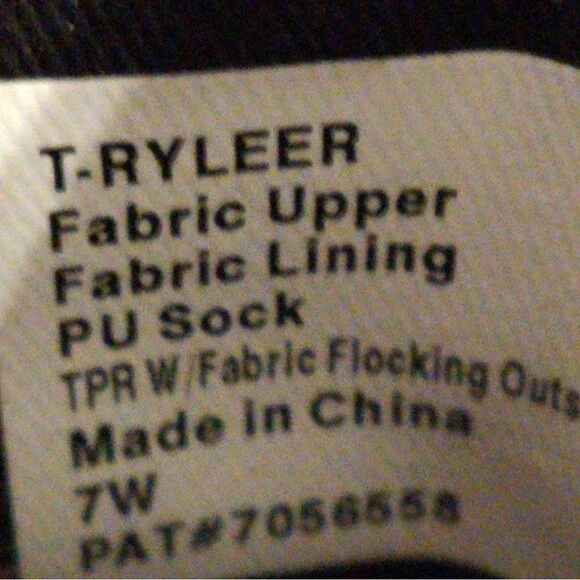 T-RYLEER
Fabric Upper
Fabric Lining
PU Sock
TPR W/Fabric Flocking Outs
Made in China
7W
PAT#7056558